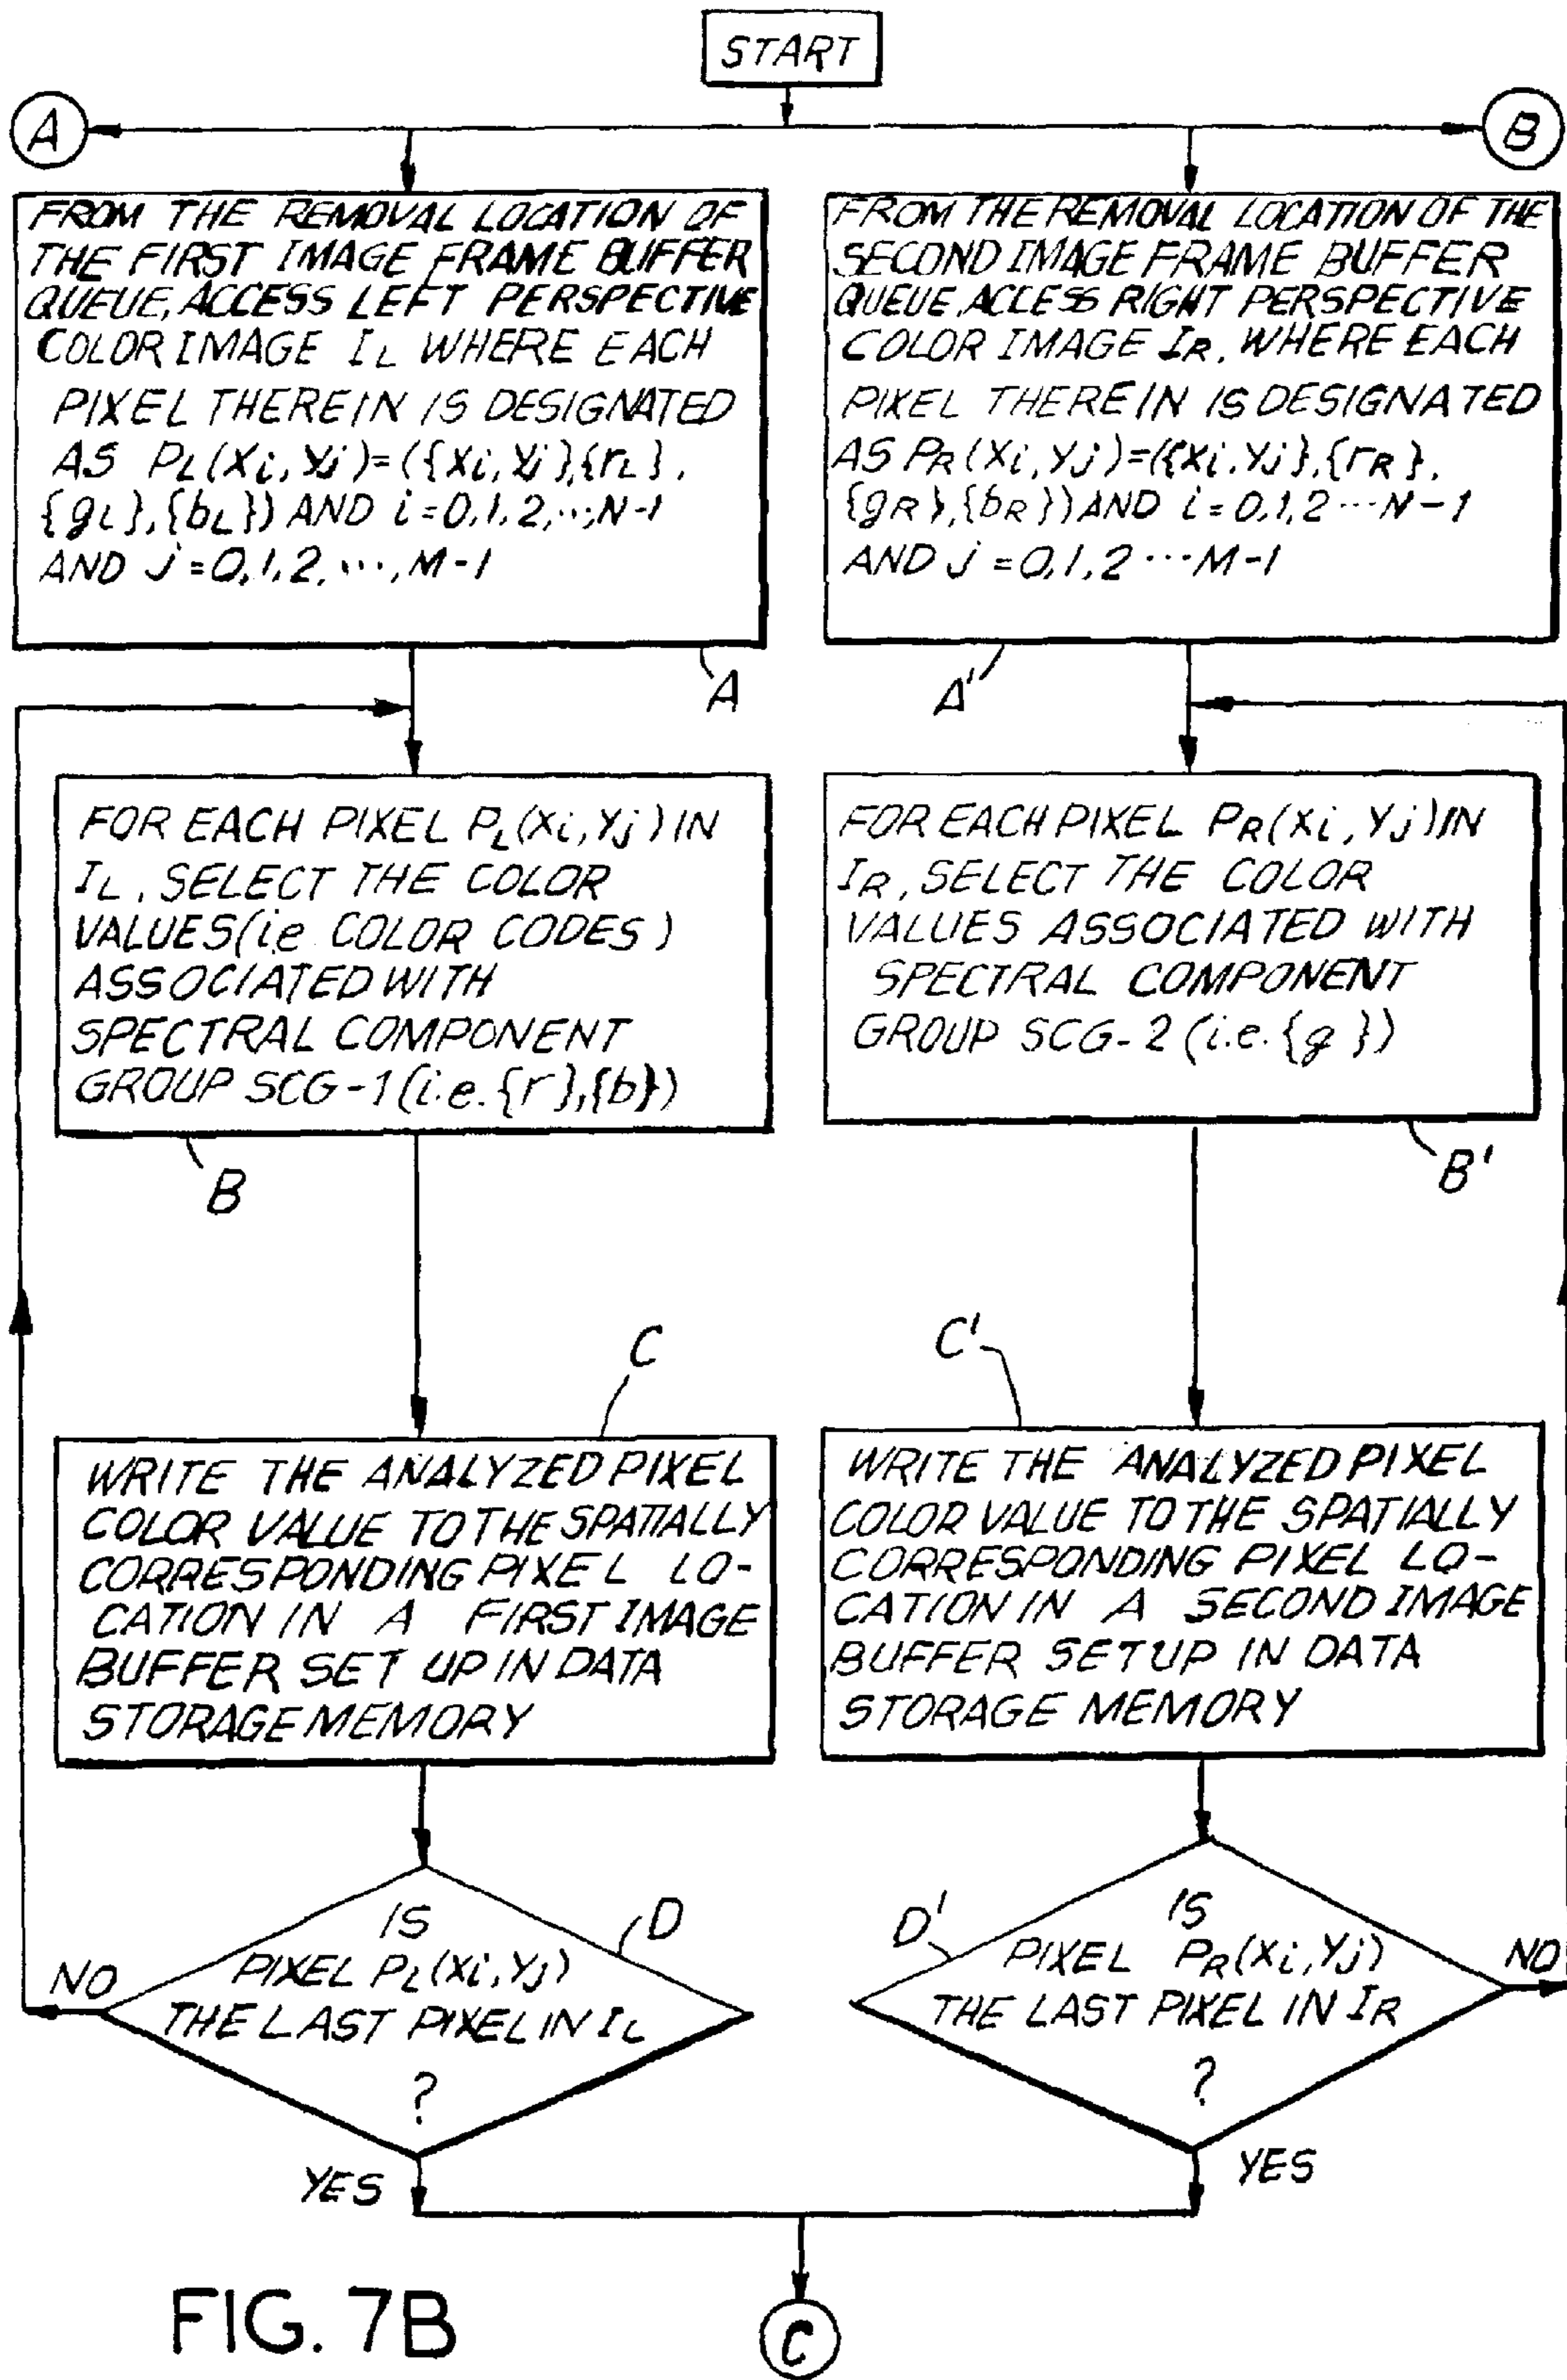 START
A
B
FROM THE REMOVAL LOCATION OF
THE FIRST IMAGE FRAME BUFFER
QUEUE, ACCESS LEFT PERSPECTIVE
COLOR IMAGE IL WHERE EACH
PIXEL THEREIN IS DESIGNATED
AS PL(Xi,Yj)=({Xi,Yj},{rL},
{gL},{bL}) AND i=0,1,2,...,N-1
AND j=0,1,2,...,M-1
A
FROM THE REMOVAL LOCATION OF THE
SECOND IMAGE FRAME BUFFER
QUEUE, ACCESS RIGHT PERSPECTIVE
COLOR IMAGE IR, WHERE EACH
PIXEL THEREIN IS DESIGNATED
AS PR(Xi,Yj)=({Xi,Yj},{rR},
{gR},{bR}) AND i=0,1,2...N-1
AND j=0,1,2...M-1
A'
FOR EACH PIXEL PL(Xi,Yj) IN
IL, SELECT THE COLOR
VALUES (i.e COLOR CODES)
ASSOCIATED WITH
SPECTRAL COMPONENT
GROUP SCG-1 (i.e. {r},{b})
B
FOR EACH PIXEL PR(Xi,Yj) IN
IR, SELECT THE COLOR
VALUES ASSOCIATED WITH
SPECTRAL COMPONENT
GROUP SCG-2 (i.e. {g})
B'
C
WRITE THE ANALYZED PIXEL
COLOR VALUE TO THE SPATIALLY
CORRESPONDING PIXEL LO-
CATION IN A FIRST IMAGE
BUFFER SET UP IN DATA
STORAGE MEMORY
C'
WRITE THE ANALYZED PIXEL
COLOR VALUE TO THE SPATIALLY
CORRESPONDING PIXEL LO-
CATION IN A SECOND IMAGE
BUFFER SET UP IN DATA
STORAGE MEMORY
D
IS
PIXEL PL(Xi,Yj)
THE LAST PIXEL IN IL
?
NO
YES
D'
IS
PIXEL PR(Xi,Yj)
THE LAST PIXEL IN IR
?
NO
YES
C
FIG. 7B